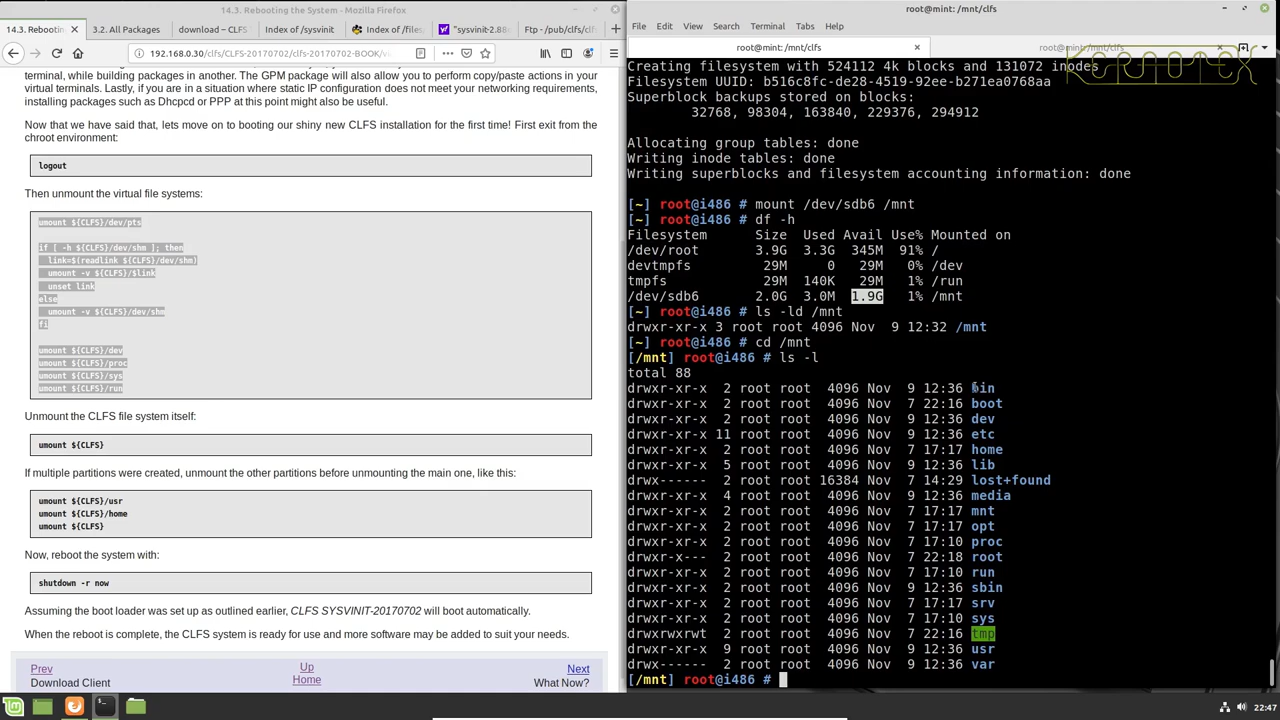 14.3. Rebooting the System - Mozilla Firefox
14.3. Rebootin
3.2. All Packages
download – CLFS
Index of /sysvinit
Index of /files
"sysvinit-2.88
Ftp - /pub/clfs/
192.168.0.30/clfs/CLFS-20170702/clfs-20170702-BOOK/
terminal, while building packages in another. The GPM package will also allow you to perform copy/paste actions in your
virtual terminals. Lastly, if you are in a situation where static IP configuration does not meet your networking requirements,
installing packages such as Dhcpcd or PPP at this point might also be useful.
Now that we have said that, lets move on to booting our shiny new CLFS installation for the first time! First exit from the
chroot environment:
logout
Then unmount the virtual file systems:
umount ${CLFS}/dev/pts
if [ -h ${CLFS}/dev/shm ]; then
link=$(readlink ${CLFS}/dev/shm)
umount -v ${CLFS}/$link
unset link
else
umount -v ${CLFS}/dev/shm
fi
umount ${CLFS}/dev
umount ${CLFS}/proc
umount ${CLFS}/sys
umount ${CLFS}/run
Unmount the CLFS file system itself:
umount ${CLFS}
If multiple partitions were created, unmount the other partitions before unmounting the main one, like this:
umount ${CLFS}/usr
umount ${CLFS}/home
umount ${CLFS}
Now, reboot the system with:
shutdown -r now
Assuming the boot loader was set up as outlined earlier, CLFS SYSVINIT-20170702 will boot automatically.
When the reboot is complete, the CLFS system is ready for use and more software may be added to suit your needs.
Prev
Up
Next
Download Client
Home
What Now?
root@mint: /mnt/clfs
File Edit View Search Terminal Tabs Help
root@mint: /mnt/clfs
root@mint: /mnt/clfs
KERNOTEX
Creating filesystem with 524112 4k blocks and 131072 inodes
Filesystem UUID: b516c8fc-de28-4519-92ee-b271ea0768aa
Superblock backups stored on blocks:
32768, 98304, 163840, 229376, 294912
Allocating group tables: done
Writing inode tables: done
Writing superblocks and filesystem accounting information: done
[~] root@i486 # mount /dev/sdb6 /mnt
[~] root@i486 # df -h
Filesystem Size Used Avail Use% Mounted on
/dev/root 3.9G 3.3G 345M 91% /
devtmpfs 29M 0 29M 0% /dev
tmpfs 29M 140K 29M 1% /run
/dev/sdb6 2.0G 3.0M 1.9G 1% /mnt
[~] root@i486 # ls -ld /mnt
drwxr-xr-x 3 root root 4096 Nov 9 12:32 /mnt
[~] root@i486 # cd /mnt
[/mnt] root@i486 # ls -l
total 88
drwxr-xr-x 2 root root 4096 Nov 9 12:36 bin
drwxr-xr-x 2 root root 4096 Nov 7 22:16 boot
drwxr-xr-x 2 root root 4096 Nov 9 12:36 dev
drwxr-xr-x 11 root root 4096 Nov 9 12:36 etc
drwxr-xr-x 2 root root 4096 Nov 7 17:17 home
drwxr-xr-x 5 root root 4096 Nov 9 12:36 lib
drwx------ 2 root root 16384 Nov 7 14:29 lost+found
drwxr-xr-x 4 root root 4096 Nov 9 12:36 media
drwxr-xr-x 2 root root 4096 Nov 7 17:17 mnt
drwxr-xr-x 2 root root 4096 Nov 7 17:17 opt
drwxr-xr-x 2 root root 4096 Nov 7 17:10 proc
drwxr-x--- 2 root root 4096 Nov 7 22:18 root
drwxr-xr-x 2 root root 4096 Nov 7 17:10 run
drwxr-xr-x 2 root root 4096 Nov 9 12:36 sbin
drwxr-xr-x 2 root root 4096 Nov 7 17:17 srv
drwxr-xr-x 2 root root 4096 Nov 7 17:10 sys
drwxrwxrwt 2 root root 4096 Nov 7 22:16 tmp
drwxr-xr-x 9 root root 4096 Nov 9 12:36 usr
drwx------ 2 root root 4096 Nov 9 12:36 var
[/mnt] root@i486 #
22:47